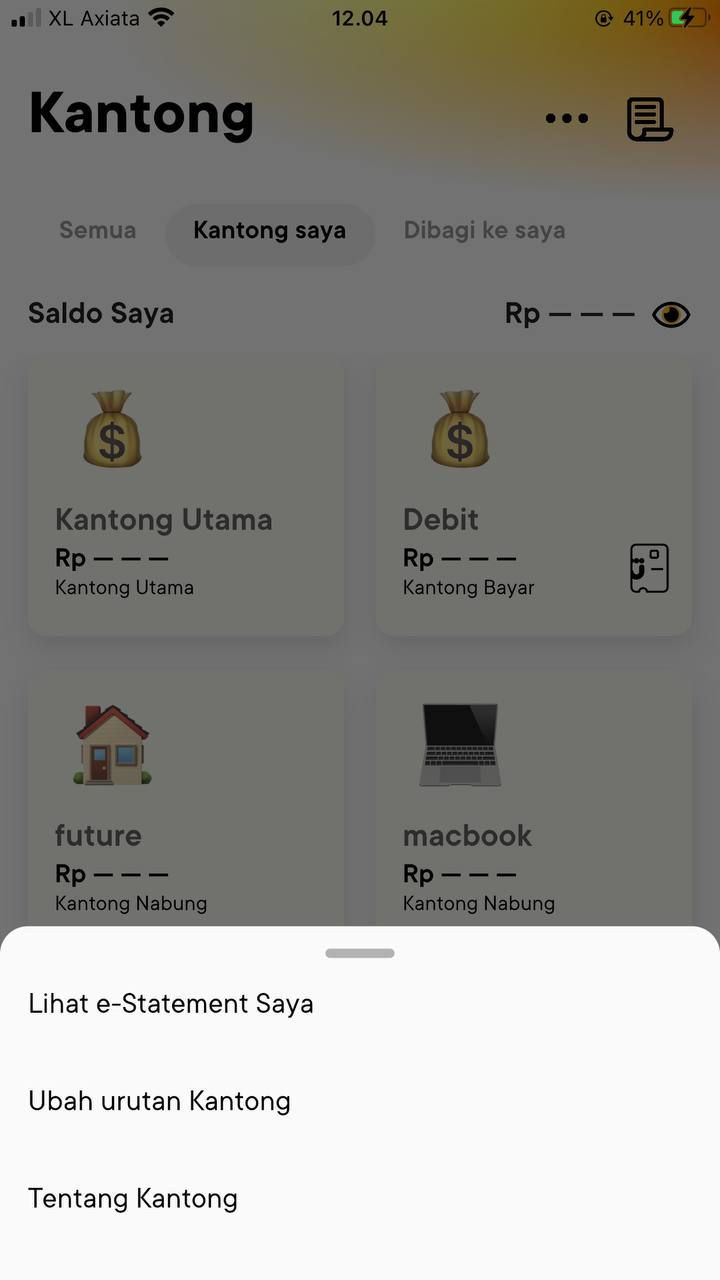 XL Axiata 12.04 41%
Kantong
Semua Kantong saya Dibagi ke saya
Saldo Saya Rp — — —
$ $
Kantong Utama Debit
Rp — — — Rp — — —
Kantong Utama Kantong Bayar
future macbook
Rp — — — Rp — — —
Kantong Nabung Kantong Nabung
Lihat e-Statement Saya
Ubah urutan Kantong
Tentang Kantong